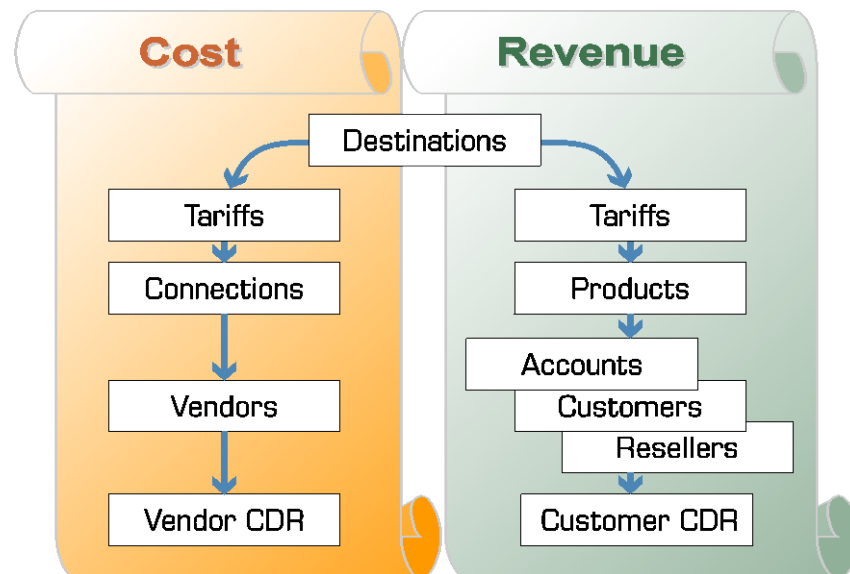 Cost
Revenue
Destinations
Tariffs
Tariffs
Connections
Products
Accounts
Vendors
Customers
Resellers
Vendor CDR
Customer CDR